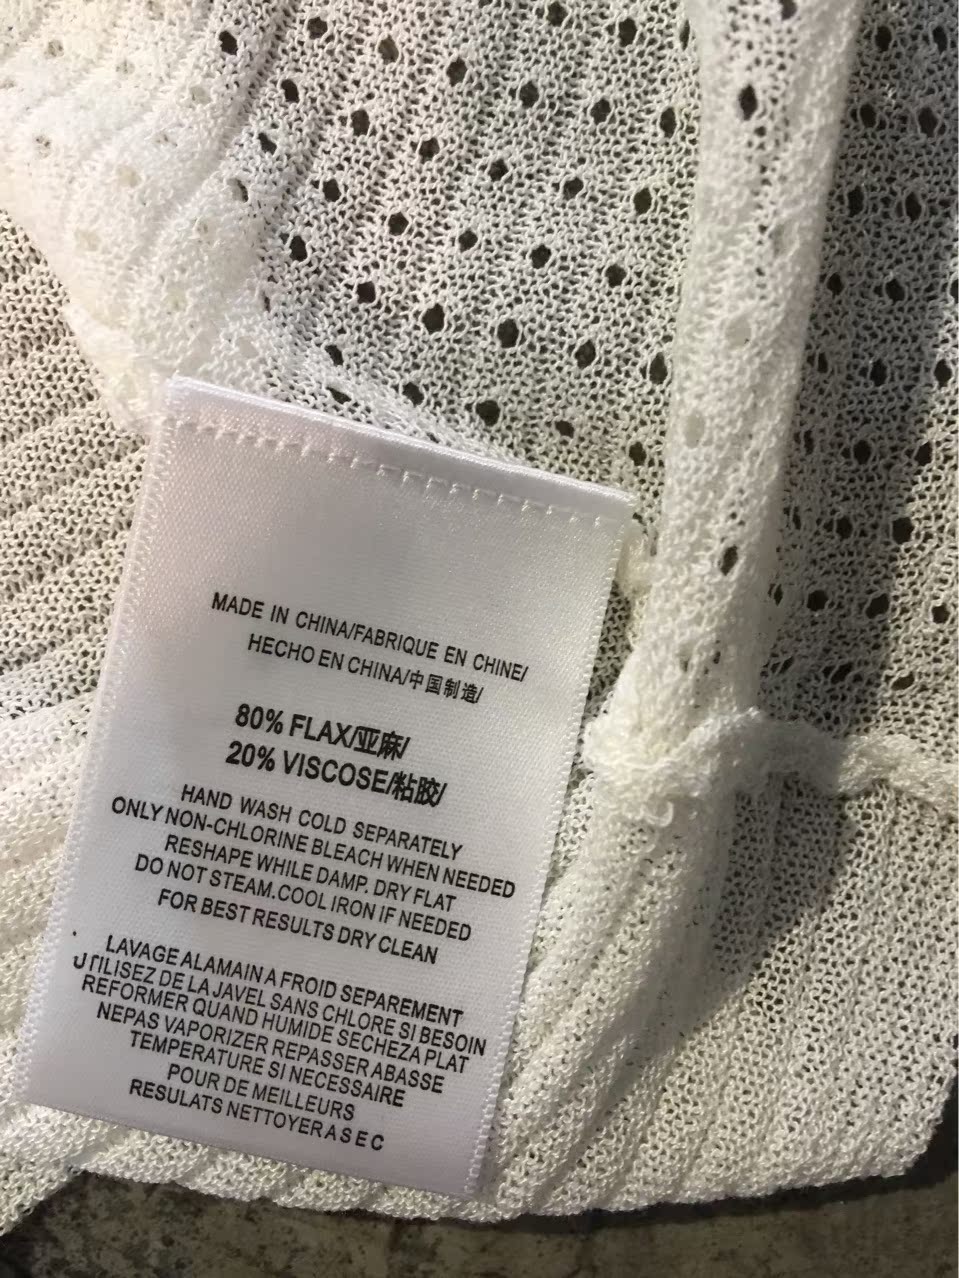 MADE IN CHINA/FABRIQUE EN CHINE/
HECHO EN CHINA/中国制造/
80% FLAX/亚麻/
20% VISCOSE/粘胶/
HAND WASH COLD SEPARATELY
ONLY NON-CHLORINE BLEACH WHEN NEEDED
RESHAPE WHILE DAMP. DRY FLAT
DO NOT STEAM.COOL IRON IF NEEDED
FOR BEST RESULTS DRY CLEAN
LAVAGE ALAMAIN A FROID SEPAREMENT
UTILISEZ DE LA JAVEL SANS CHLORE SI BESOIN
REFORMER QUAND HUMIDE SECHEZA PLAT
NEPAS VAPORIZER REPASSER ABASSE
TEMPERATURE SI NECESSAIRE
POUR DE MEILLEURS
RESULATS NETTOYER A SEC